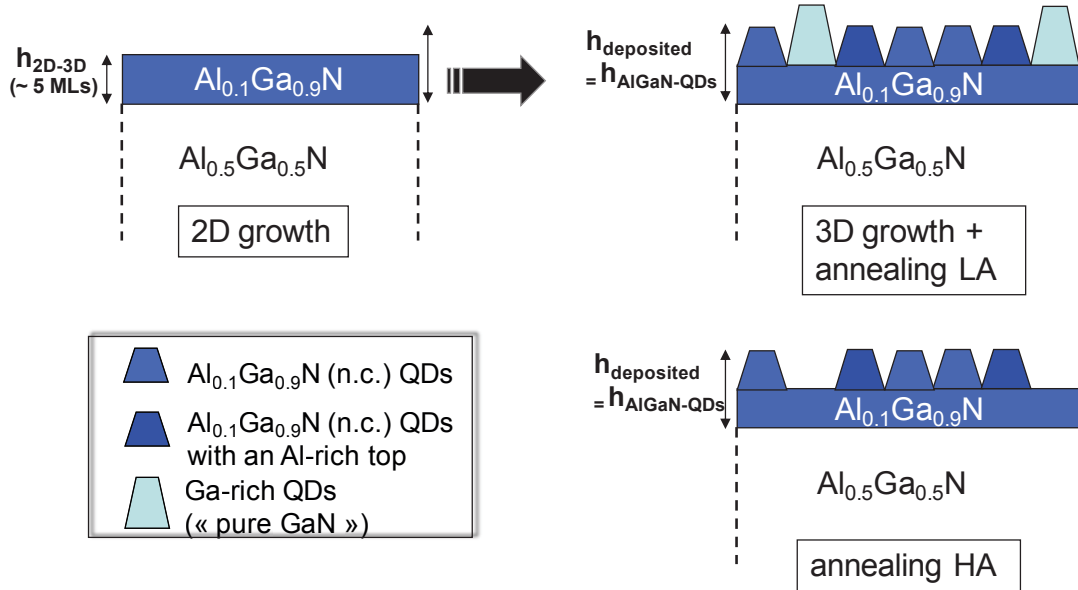 h2D-3D
(~ 5 MLs)
Al0.1Ga0.9N
Al0.5Ga0.5N
2D growth
hdeposited
= hAlGaN-QDs
Al0.1Ga0.9N
Al0.5Ga0.5N
3D growth +
annealing LA
Al0.1Ga0.9N (n.c.) QDs
Al0.1Ga0.9N (n.c.) QDs
with an Al-rich top
Ga-rich QDs
(« pure GaN »)
hdeposited
= hAlGaN-QDs
Al0.1Ga0.9N
Al0.5Ga0.5N
annealing HA